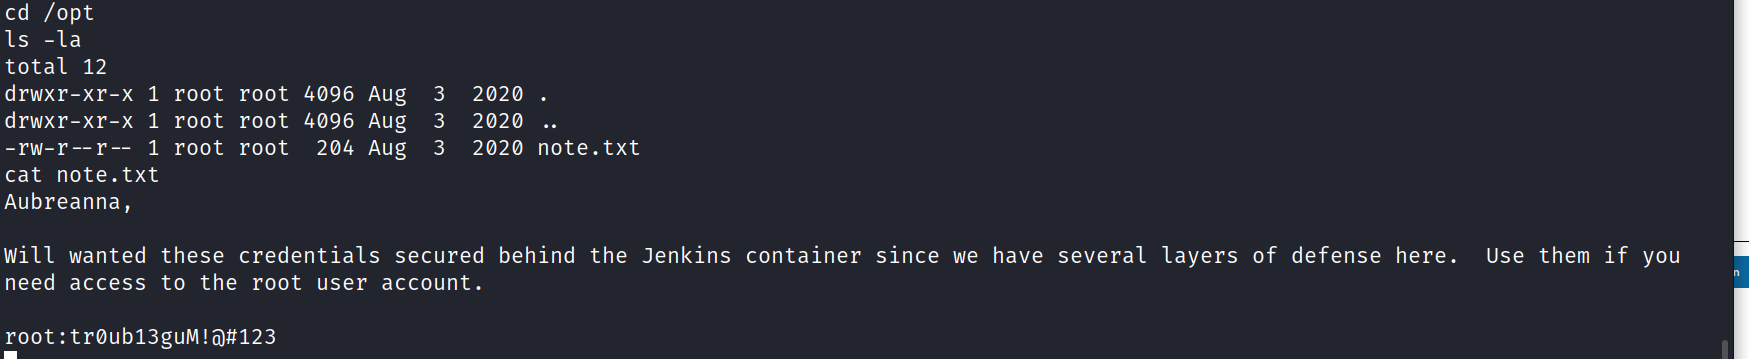 cd /opt
ls -la
total 12
drwxr-xr-x 1 root root 4096 Aug  3  2020 .
drwxr-xr-x 1 root root 4096 Aug  3  2020 ..
-rw-r--r-- 1 root root  204 Aug  3  2020 note.txt
cat note.txt
Aubreanna,
Will wanted these credentials secured behind the Jenkins container since we have several layers of defense here.  Use them if you
need access to the root user account.
root:tr0ub13guM!@#123
n